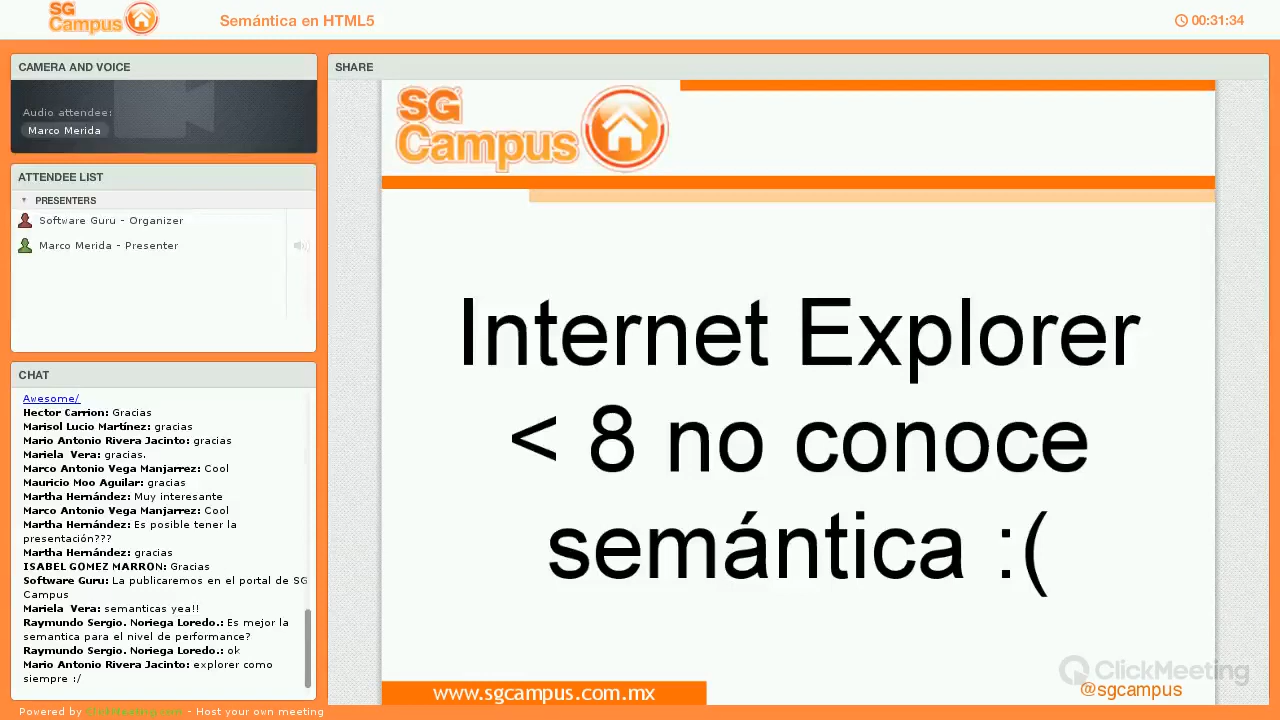 SG
Campus
Semántica en HTML5
00:31:34
CAMERA AND VOICE
Audio attendee:
Marco Merida
ATTENDEE LIST
PRESENTERS
Software Guru - Organizer
Marco Merida - Presenter
CHAT
Awesome/
Hector Carrion: Gracias
Marisol Lucio Martínez: gracias
Mario Antonio Rivera Jacinto: gracias
Mariela Vera: gracias.
Marco Antonio Vega Manjarrez: Cool
Mauricio Moo Aguilar: gracias
Martha Hernández: Muy interesante
Marco Antonio Vega Manjarrez: Cool
Martha Hernández: Es posible tener la
presentación???
Martha Hernández: gracias
ISABEL GOMEZ MARRON: Gracias
Software Guru: La publicaremos en el portal de SG
Campus
Mariela Vera: semanticas yea!!
Raymundo Sergio. Noriega Loredo.: Es mejor la
semantica para el nivel de performance?
Raymundo Sergio. Noriega Loredo.: ok
Mario Antonio Rivera Jacinto: explorer como
siempre :/
Powered by ClickMeeting.com - Host your own meeting
SHARE
SG
Campus
Internet Explorer
< 8 no conoce
semántica :(
www.sgcampus.com.mx
ClickMeeting
@sgcampus